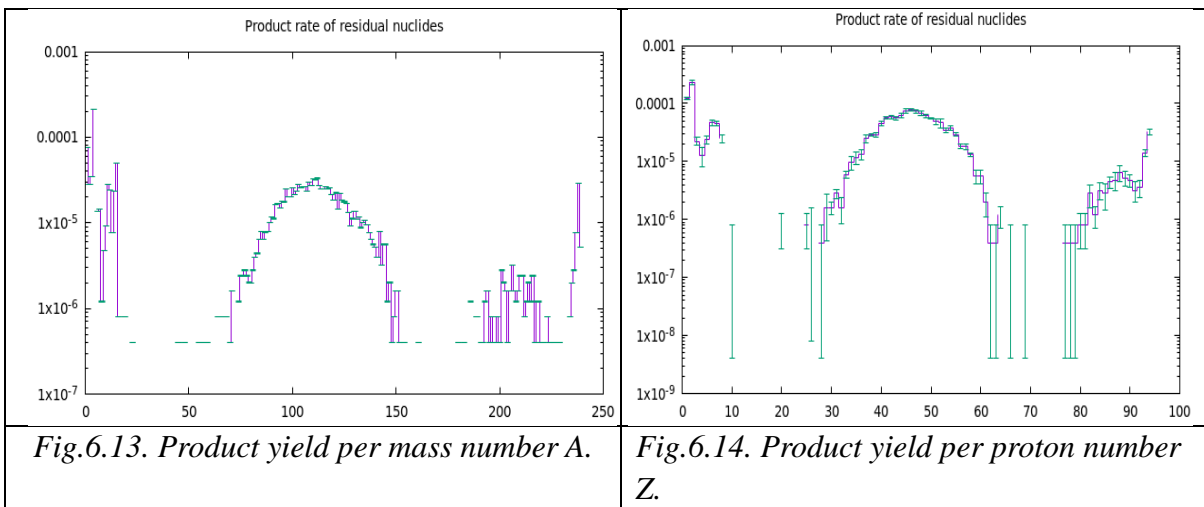 Product rate of residual nuclides
0.001
0.0001
1x10-5
1x10-6
1x10-7
0 50 100 150 200 250
Product rate of residual nuclides
0.001
0.0001
1x10-5
1x10-6
1x10-7
1x10-8
1x10-9
0 10 20 30 40 50 60 70 80 90 100
Fig.6.13. Product yield per mass number A.
Fig.6.14. Product yield per proton number
Z.